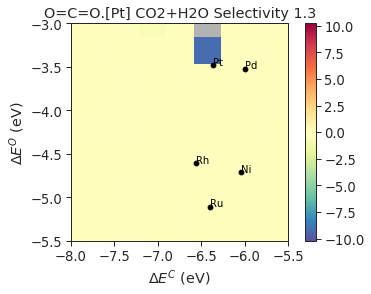 O=C=O.[Pt] CO2+H2O Selectivity 1.3
−3.0
−3.5
−4.0
−4.5
−5.0
−5.5
ΔE^O (eV)
Pt
Pd
Rh
Ni
Ru
−8.0 −7.5 −7.0 −6.5 −6.0 −5.5
ΔE^C (eV)
10.0
7.5
5.0
2.5
0.0
−2.5
−5.0
−7.5
−10.0